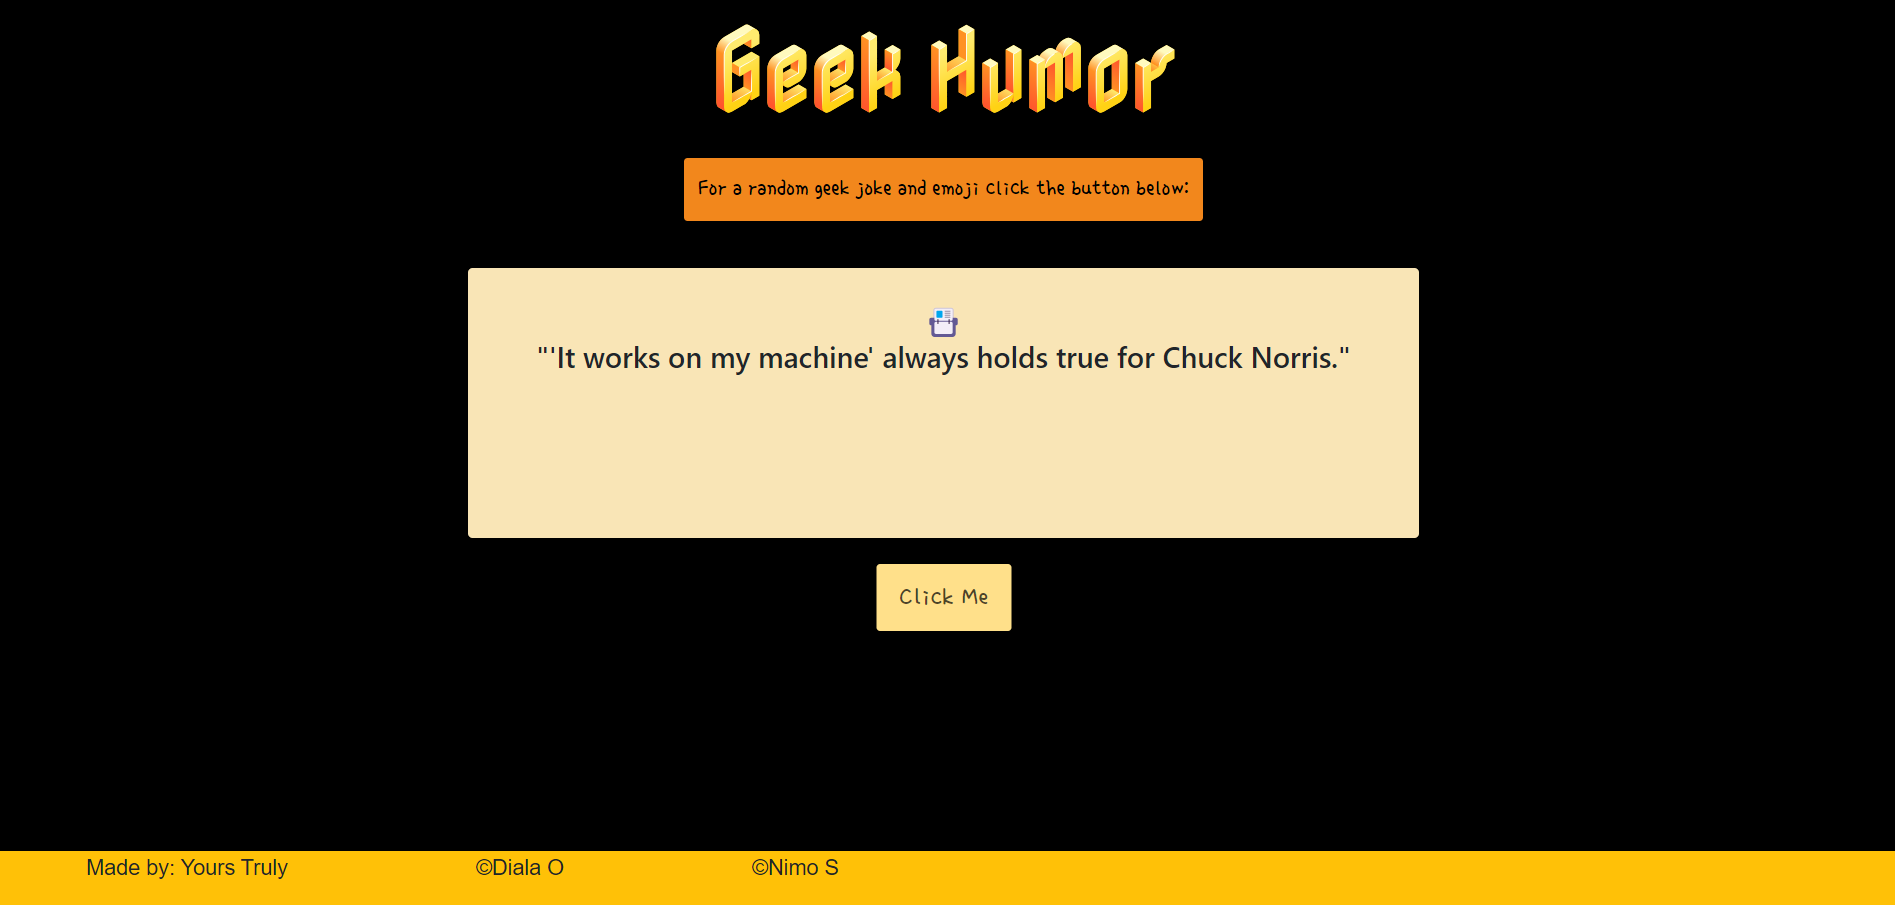 Geek Humor
For a random geek joke and emoji click the button below:
"'It works on my machine' always holds true for Chuck Norris."
Click Me
Made by: Yours Truly ©Diala O ©Nimo S